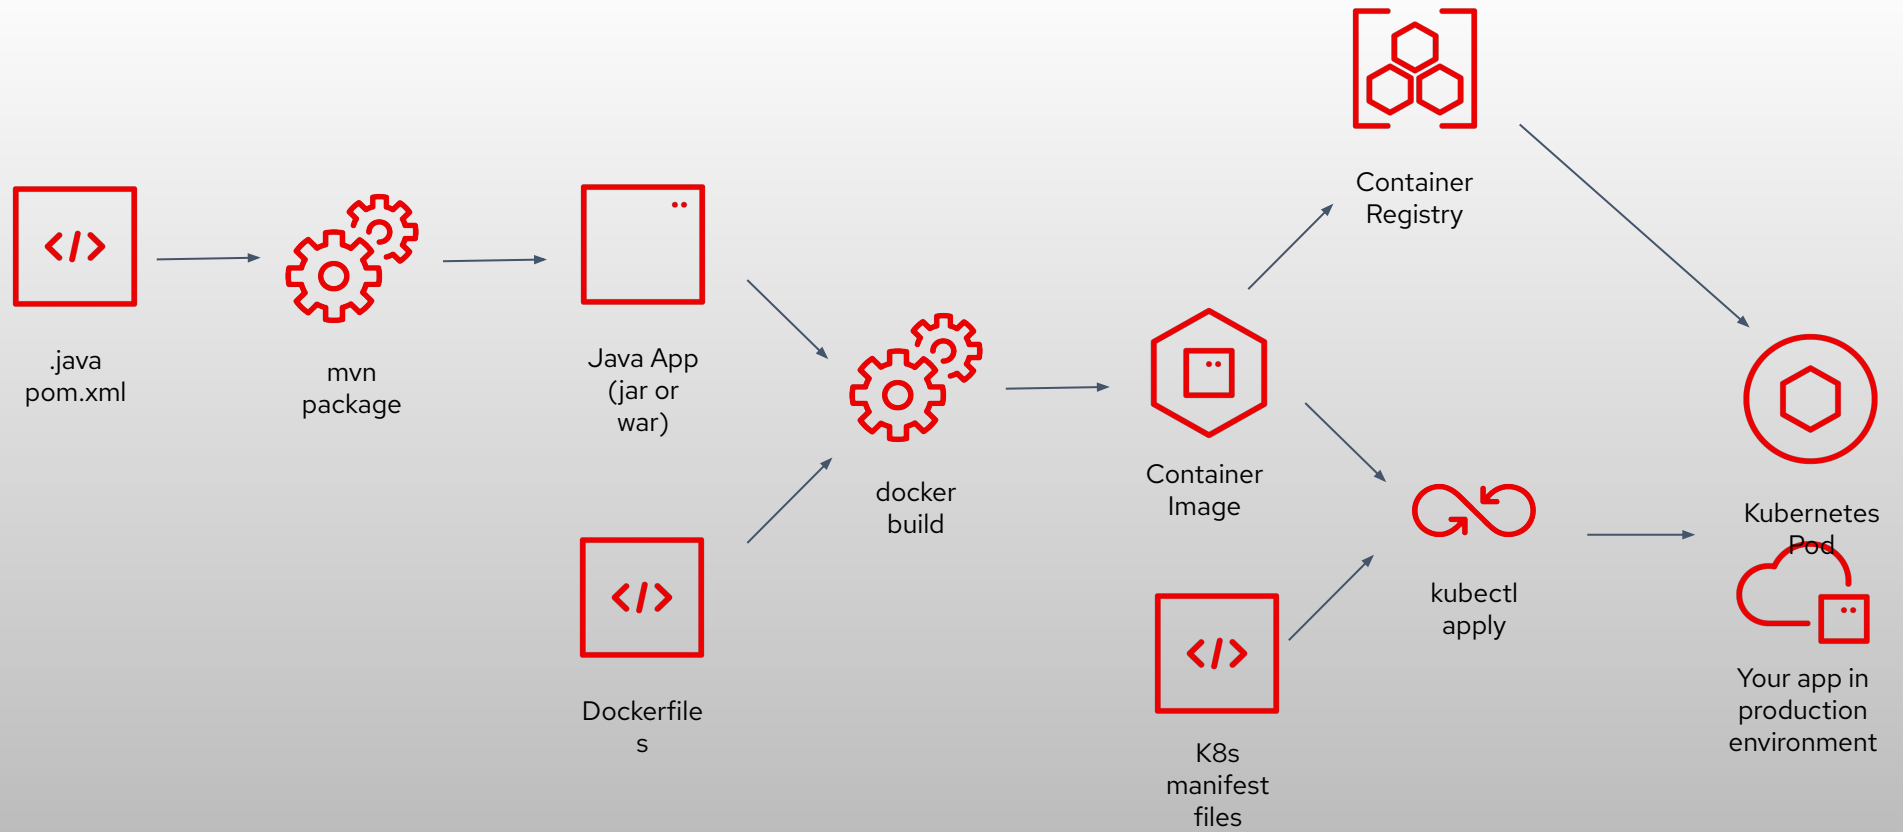 .java
pom.xml
mvn
package
Java App
(jar or
war)
Dockerfile
s
docker
build
Container
Image
Container
Registry
K8s
manifest
files
kubectl
apply
Kubernetes
Pod
Your app in
production
environment